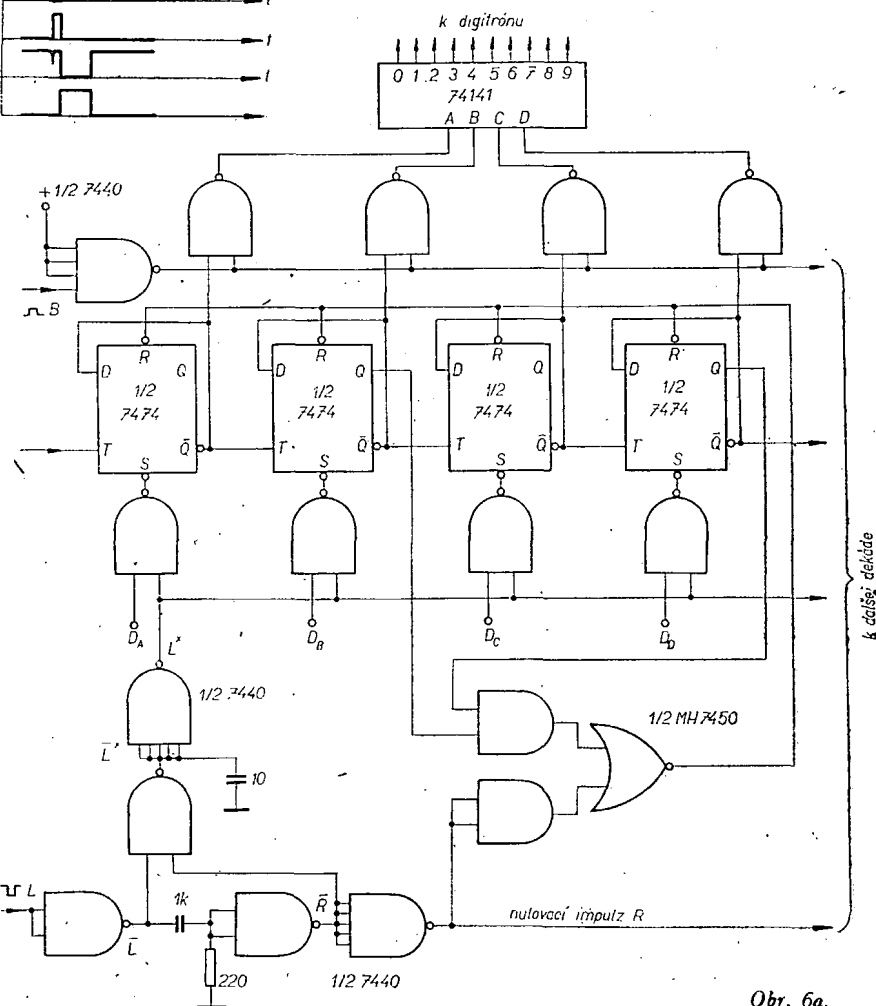 t
k digitrónu
t
t
0 1 2 3 4 5 6 7 8 9
74141
A B C D
+ 1/2 7440
B
R R R R
D Q D Q D Q D Q
1/2 7474
1/2 7474
1/2 7474
1/2 7474
T Q̄ T Q̄ T Q̄ T Q̄
S S S S
k dalšej dekáde
D_A D_B D_C D_D
L*
1/2 7440
1/2 MH7450
L̄'
10
L
1k
R̄
nulovací impulz R
L̄
220
1/2 7440
Obr. 6a.